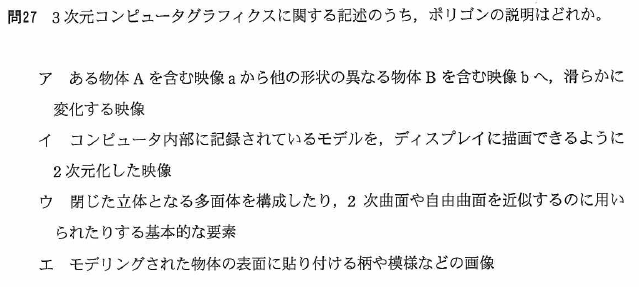 問27　3次元コンピュータグラフィクスに関する記述のうち，ポリゴンの説明はどれか。
ア　ある物体Aを含む映像aから他の形状の異なる物体Bを含む映像bへ，滑らかに
変化する映像
イ　コンピュータ内部に記録されているモデルを，ディスプレイに描画できるように
2次元化した映像
ウ　閉じた立体となる多面体を構成したり，2次曲面や自由曲面を近似するのに用い
られたりする基本的な要素
エ　モデリングされた物体の表面に貼り付ける柄や模様などの画像